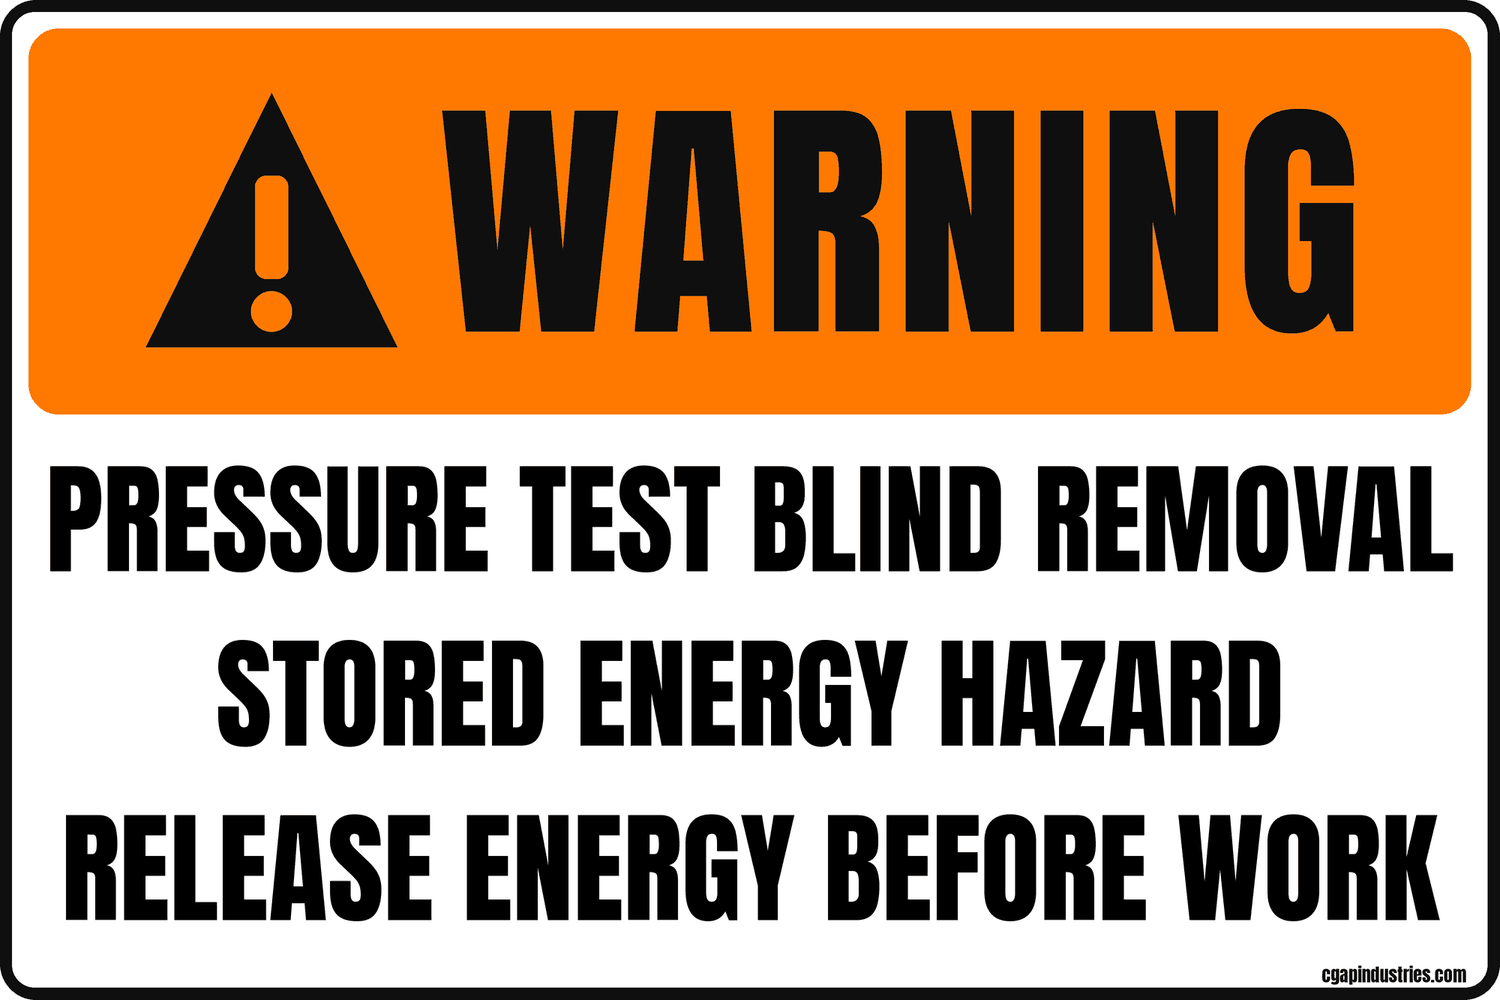 WARNING
PRESSURE TEST BLIND REMOVAL
STORED ENERGY HAZARD
RELEASE ENERGY BEFORE WORK
cgapindustries.com